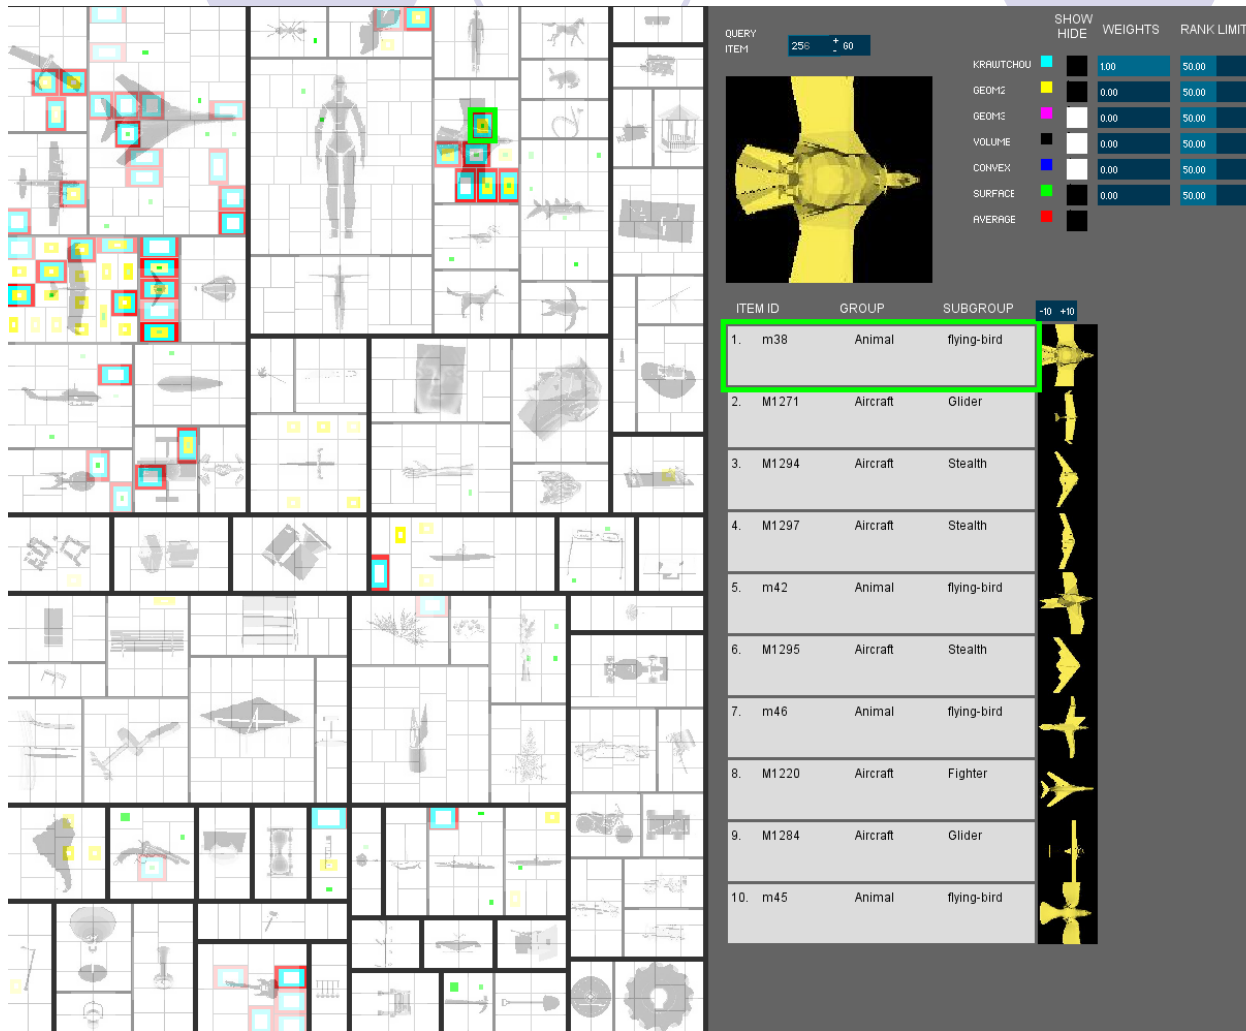 QUERY
ITEM
256 + - 60
SHOW
HIDE WEIGHTS RANK LIMIT
KRAWTCHOU 1.00 50.00
GEOM2 0.00 50.00
GEOM3 0.00 50.00
VOLUME 0.00 50.00
CONVEX 0.00 50.00
SURFACE 0.00 50.00
AVERAGE
ITEM ID GROUP SUBGROUP -10 +10
1. m38 Animal flying-bird
2. M1271 Aircraft Glider
3. M1294 Aircraft Stealth
4. M1297 Aircraft Stealth
5. m42 Animal flying-bird
6. M1295 Aircraft Stealth
7. m46 Animal flying-bird
8. M1220 Aircraft Fighter
9. M1284 Aircraft Glider
10. m45 Animal flying-bird